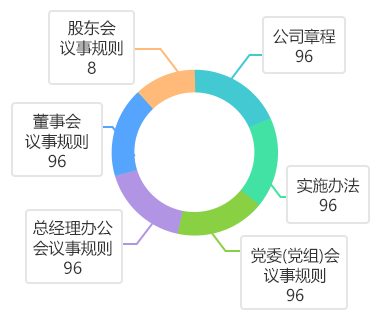 股东会
议事规则
8
公司章程
96
董事会
议事规则
96
实施办法
96
总经理办公
会议事规则
96
党委(党组)会
议事规则
96